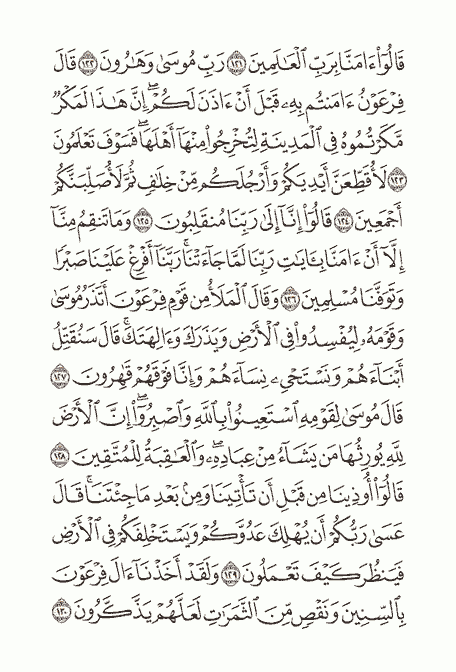 قَالُوٓا۟ ءَامَنَّا بِرَبِّ ٱلْعَٰلَمِينَ ١٢١ رَبِّ مُوسَىٰ وَهَٰرُونَ ١٢٢ قَالَ
فِرْعَوْنُ ءَامَنتُم بِهِۦ قَبْلَ أَنْ ءَاذَنَ لَكُمْ ۖ إِنَّ هَٰذَا لَمَكْرٌ
مَّكَرْتُمُوهُ فِى ٱلْمَدِينَةِ لِتُخْرِجُوا۟ مِنْهَآ أَهْلَهَا ۖ فَسَوْفَ تَعْلَمُونَ
١٢٣ لَأُقَطِّعَنَّ أَيْدِيَكُمْ وَأَرْجُلَكُم مِّنْ خِلَٰفٍ ثُمَّ لَأُصَلِّبَنَّكُمْ
أَجْمَعِينَ ١٢٤ قَالُوٓا۟ إِنَّآ إِلَىٰ رَبِّنَا مُنقَلِبُونَ ١٢٥ وَمَا تَنقِمُ مِنَّآ
إِلَّآ أَنْ ءَامَنَّا بِـَٔايَٰتِ رَبِّنَا لَمَّا جَآءَتْنَا ۚ رَبَّنَآ أَفْرِغْ عَلَيْنَا صَبْرًا
وَتَوَفَّنَا مُسْلِمِينَ ١٢٦ وَقَالَ ٱلْمَلَأُ مِن قَوْمِ فِرْعَوْنَ أَتَذَرُ مُوسَىٰ
وَقَوْمَهُۥ لِيُفْسِدُوا۟ فِى ٱلْأَرْضِ وَيَذَرَكَ وَءَالِهَتَكَ ۚ قَالَ سَنُقَتِّلُ
أَبْنَآءَهُمْ وَنَسْتَحْىِۦ نِسَآءَهُمْ وَإِنَّا فَوْقَهُمْ قَٰهِرُونَ ١٢٧
قَالَ مُوسَىٰ لِقَوْمِهِ ٱسْتَعِينُوا۟ بِٱللَّهِ وَٱصْبِرُوٓا۟ ۖ إِنَّ ٱلْأَرْضَ
لِلَّهِ يُورِثُهَا مَن يَشَآءُ مِنْ عِبَادِهِۦ ۖ وَٱلْعَٰقِبَةُ لِلْمُتَّقِينَ ١٢٨
قَالُوٓا۟ أُوذِينَا مِن قَبْلِ أَن تَأْتِيَنَا وَمِنۢ بَعْدِ مَا جِئْتَنَا ۚ قَالَ
عَسَىٰ رَبُّكُمْ أَن يُهْلِكَ عَدُوَّكُمْ وَيَسْتَخْلِفَكُمْ فِى ٱلْأَرْضِ
فَيَنظُرَ كَيْفَ تَعْمَلُونَ ١٢٩ وَلَقَدْ أَخَذْنَآ ءَالَ فِرْعَوْنَ
بِٱلسِّنِينَ وَنَقْصٍ مِّنَ ٱلثَّمَرَٰتِ لَعَلَّهُمْ يَذَّكَّرُونَ ١٣٠